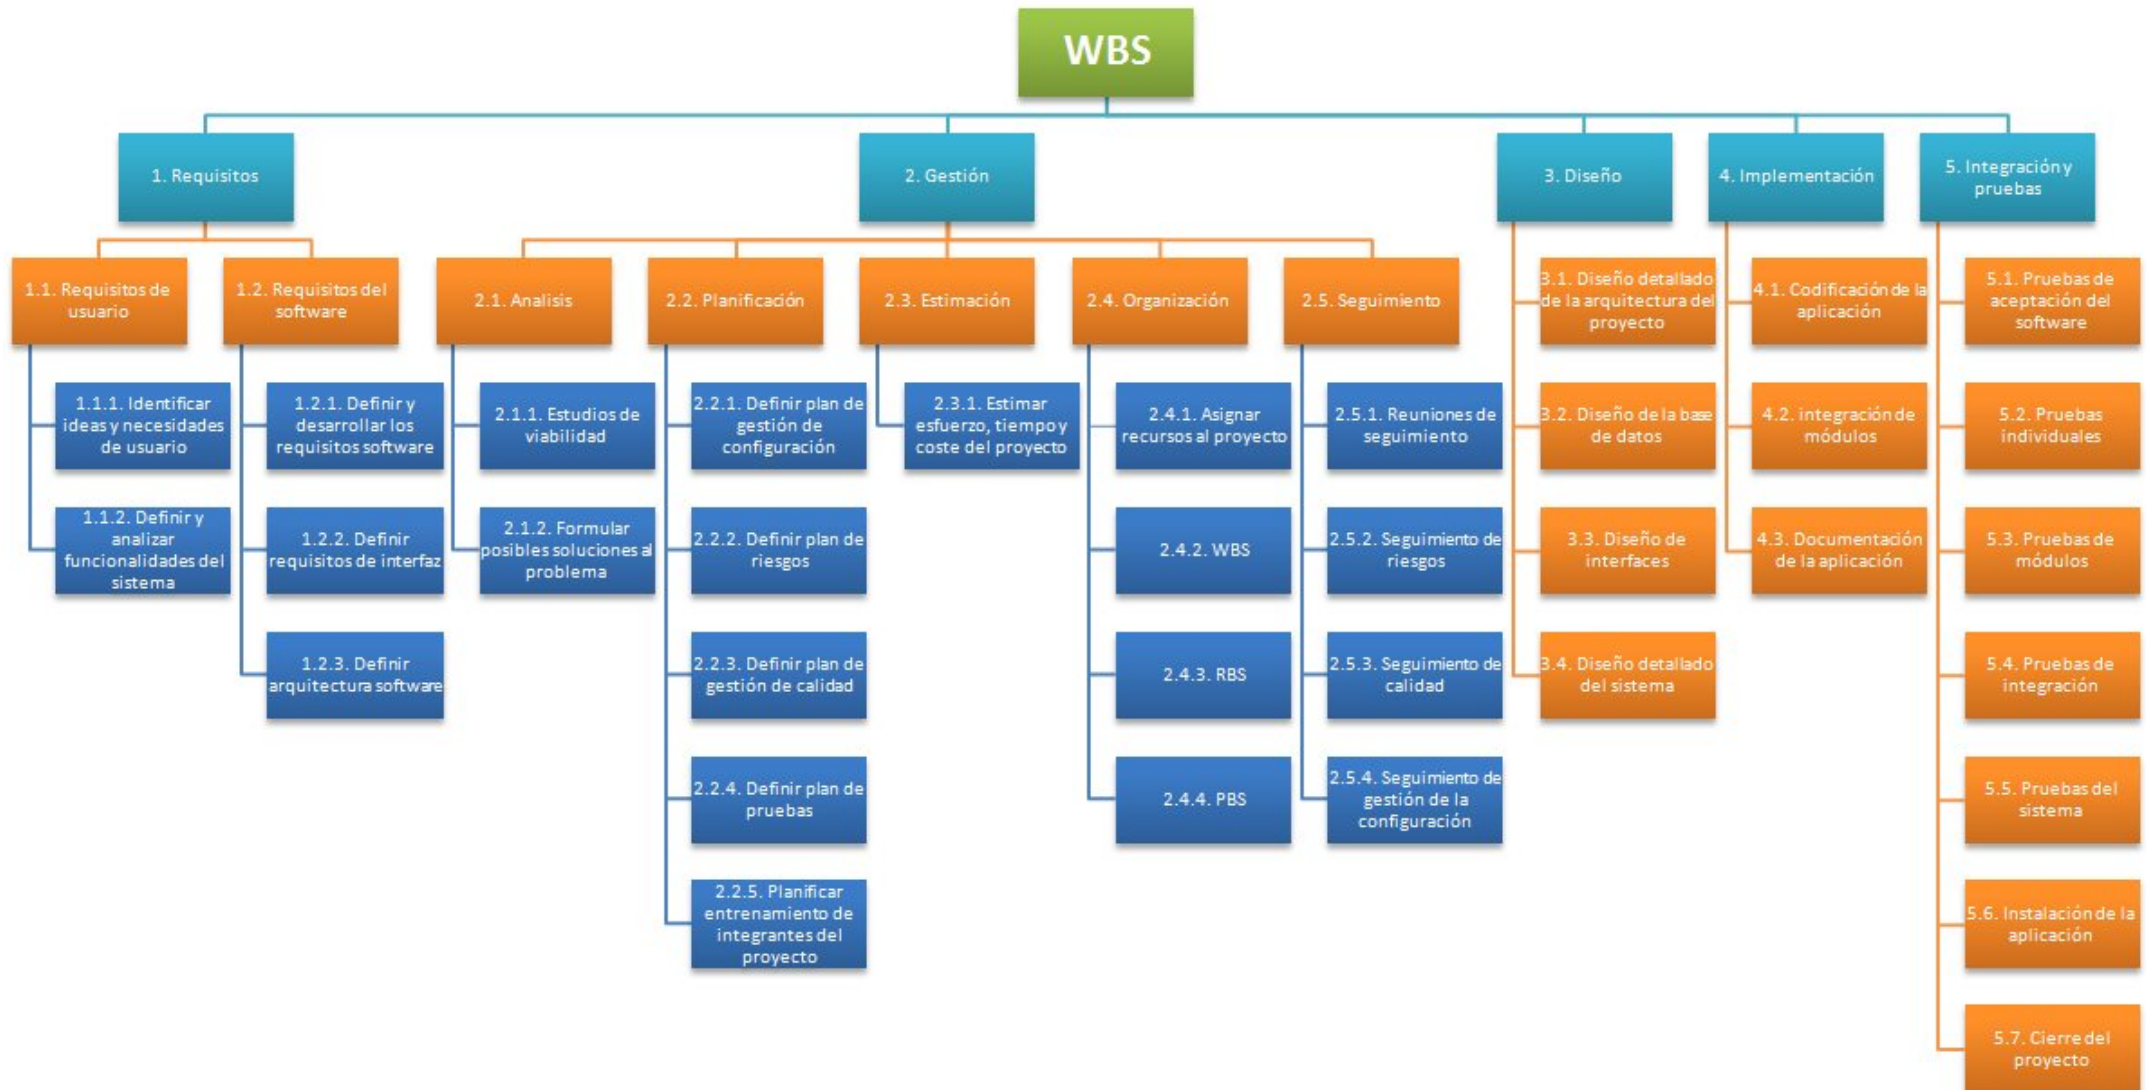 WBS
1. Requisitos
2. Gestión
3. Diseño
4. Implementación
5. Integración y
pruebas
1.1. Requisitos de
usuario
1.2. Requisitos del
software
2.1. Analisis
2.2. Planificación
2.3. Estimación
2.4. Organización
2.5. Seguimiento
3.1. Diseño detallado
de la arquitectura del
proyecto
4.1. Codificación de la
aplicación
5.1. Pruebas de
aceptación del
software
1.1.1. Identificar
ideas y necesidades
de usuario
1.2.1. Definir y
desarrollar los
requisitos software
2.1.1. Estudios de
viabilidad
2.2.1. Definir plan de
gestión de
configuración
2.3.1. Estimar
esfuerzo, tiempo y
coste del proyecto
2.4.1. Asignar
recursos al proyecto
2.5.1. Reuniones de
seguimiento
3.2. Diseño de la base
de datos
4.2. integración de
módulos
5.2. Pruebas
individuales
1.1.2. Definir y
analizar
funcionalidades del
sistema
1.2.2. Definir
requisitos de interfaz
2.1.2. Formular
posibles soluciones al
problema
2.2.2. Definir plan de
riesgos
2.4.2. WBS
2.5.2. Seguimiento de
riesgos
3.3. Diseño de
interfaces
4.3. Documentación
de la aplicación
5.3. Pruebas de
módulos
1.2.3. Definir
arquitectura software
2.2.3. Definir plan de
gestión de calidad
2.4.3. RBS
2.5.3. Seguimiento de
calidad
3.4. Diseño detallado
del sistema
5.4. Pruebas de
integración
2.2.4. Definir plan de
pruebas
2.4.4. PBS
2.5.4. Seguimiento de
gestión de la
configuración
5.5. Pruebas del
sistema
2.2.5. Planificar
entrenamiento de
integrantes del
proyecto
5.6. Instalación de la
aplicación
5.7. Cierre del
proyecto